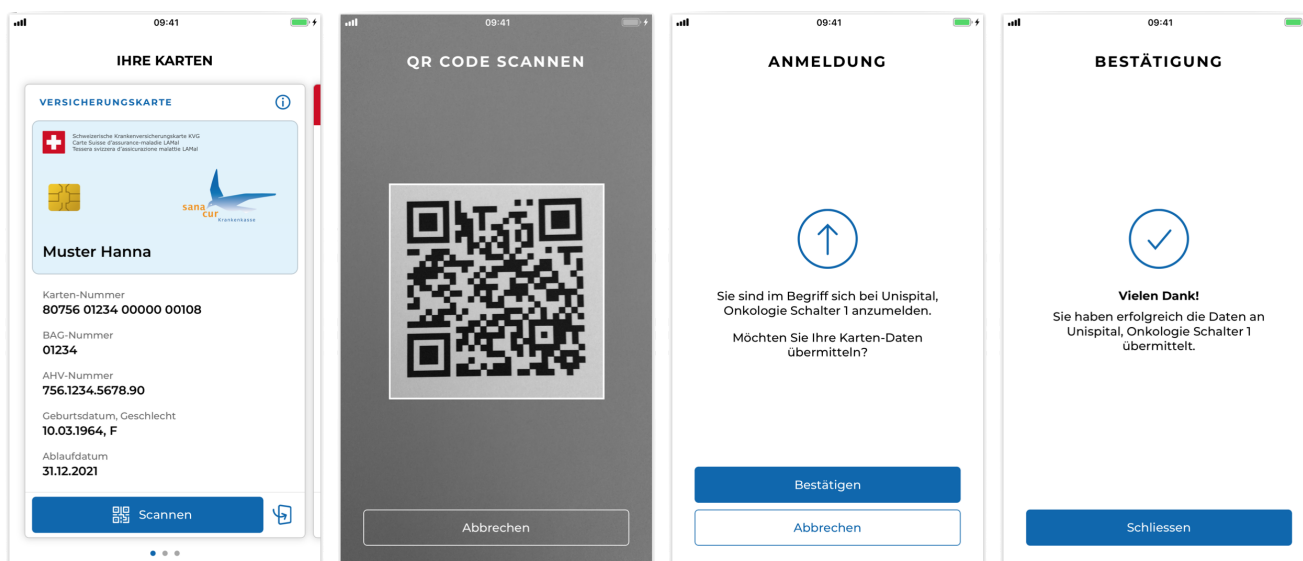 09:41
IHRE KARTEN
VERSICHERUNGSKARTE
Schweizerische Krankenversicherungskarte KVG
Carte Suisse d'assurance-maladie LAMal
Tessera svizzera d'assicurazione malattie LAMal
sana
cur
Krankenkasse
Muster Hanna
Karten-Nummer
80756 01234 00000 00108
BAG-Nummer
01234
AHV-Nummer
756.1234.5678.90
Geburtsdatum, Geschlecht
10.03.1964, F
Ablaufdatum
31.12.2021
Scannen
09:41
QR CODE SCANNEN
Abbrechen
09:41
ANMELDUNG
Sie sind im Begriff sich bei Unispital,
Onkologie Schalter 1 anzumelden.
Möchten Sie Ihre Karten-Daten
übermitteln?
Bestätigen
Abbrechen
09:41
BESTÄTIGUNG
Vielen Dank!
Sie haben erfolgreich die Daten an
Unispital, Onkologie Schalter 1
übermittelt.
Schliessen